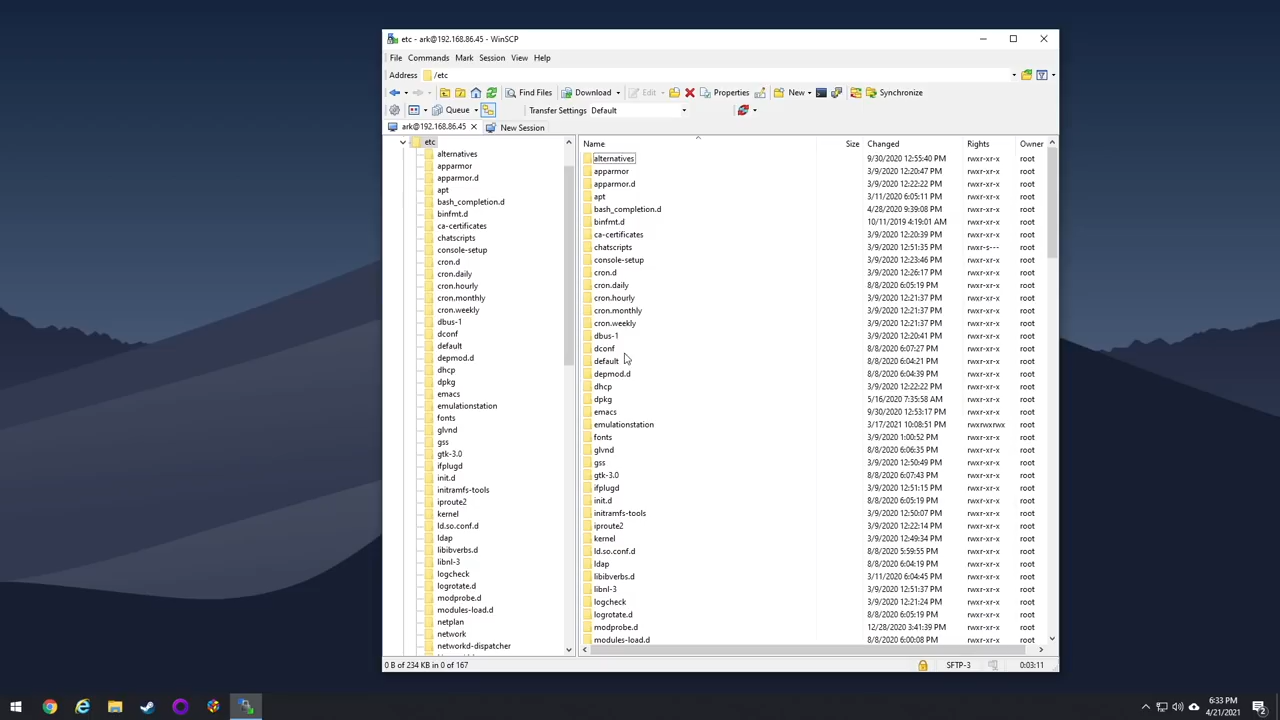 etc - ark@192.168.86.45 - WinSCP
File Commands Mark Session View Help
Address /etc
Find Files Download Edit Properties New Synchronize
Queue Transfer Settings Default
ark@192.168.86.45 New Session
etc
alternatives
apparmor
apparmor.d
apt
bash_completion.d
binfmt.d
ca-certificates
chatscripts
console-setup
cron.d
cron.daily
cron.hourly
cron.monthly
cron.weekly
dbus-1
dconf
default
depmod.d
dhcp
dpkg
emacs
emulationstation
fonts
glvnd
gss
gtk-3.0
ifplugd
init.d
initramfs-tools
iproute2
kernel
ld.so.conf.d
ldap
libibverbs.d
libnl-3
logcheck
logrotate.d
modprobe.d
modules-load.d
netplan
network
networkd-dispatcher
Name Size Changed Rights Owner
alternatives 9/30/2020 12:55:40 PM rwxr-xr-x root
apparmor 3/9/2020 12:20:47 PM rwxr-xr-x root
apparmor.d 3/9/2020 12:22:22 PM rwxr-xr-x root
apt 3/11/2020 6:05:11 PM rwxr-xr-x root
bash_completion.d 4/28/2020 9:39:08 PM rwxr-xr-x root
binfmt.d 10/11/2019 4:19:01 AM rwxr-xr-x root
ca-certificates 3/9/2020 12:20:39 PM rwxr-xr-x root
chatscripts 3/9/2020 12:51:35 PM rwxr-s--- root
console-setup 3/9/2020 12:23:46 PM rwxr-xr-x root
cron.d 3/9/2020 12:26:17 PM rwxr-xr-x root
cron.daily 8/8/2020 6:05:19 PM rwxr-xr-x root
cron.hourly 3/9/2020 12:21:37 PM rwxr-xr-x root
cron.monthly 3/9/2020 12:21:37 PM rwxr-xr-x root
cron.weekly 3/9/2020 12:21:37 PM rwxr-xr-x root
dbus-1 3/9/2020 12:20:41 PM rwxr-xr-x root
dconf 8/8/2020 6:07:27 PM rwxr-xr-x root
default 8/8/2020 6:04:21 PM rwxr-xr-x root
depmod.d 8/8/2020 6:04:39 PM rwxr-xr-x root
dhcp 3/9/2020 12:22:22 PM rwxr-xr-x root
dpkg 5/16/2020 7:35:58 AM rwxr-xr-x root
emacs 9/30/2020 12:53:17 PM rwxr-xr-x root
emulationstation 3/17/2021 10:08:51 PM rwxrwxrwx root
fonts 3/9/2020 1:00:52 PM rwxr-xr-x root
glvnd 8/8/2020 6:06:35 PM rwxr-xr-x root
gss 3/9/2020 12:50:49 PM rwxr-xr-x root
gtk-3.0 8/8/2020 6:07:43 PM rwxr-xr-x root
ifplugd 3/9/2020 12:51:15 PM rwxr-xr-x root
init.d 8/8/2020 6:05:19 PM rwxr-xr-x root
initramfs-tools 3/9/2020 12:50:07 PM rwxr-xr-x root
iproute2 3/9/2020 12:22:14 PM rwxr-xr-x root
kernel 3/9/2020 12:49:34 PM rwxr-xr-x root
ld.so.conf.d 8/8/2020 5:59:55 PM rwxr-xr-x root
ldap 8/8/2020 6:04:19 PM rwxr-xr-x root
libibverbs.d 3/11/2020 6:04:45 PM rwxr-xr-x root
libnl-3 3/9/2020 12:51:37 PM rwxr-xr-x root
logcheck 3/9/2020 12:21:24 PM rwxr-xr-x root
logrotate.d 8/8/2020 6:05:19 PM rwxr-xr-x root
modprobe.d 12/28/2020 3:41:39 PM rwxr-xr-x root
modules-load.d 8/8/2020 6:00:08 PM rwxr-xr-x root
0 B of 234 KB in 0 of 167 SFTP-3 0:03:11
6:33 PM
4/21/2021
2